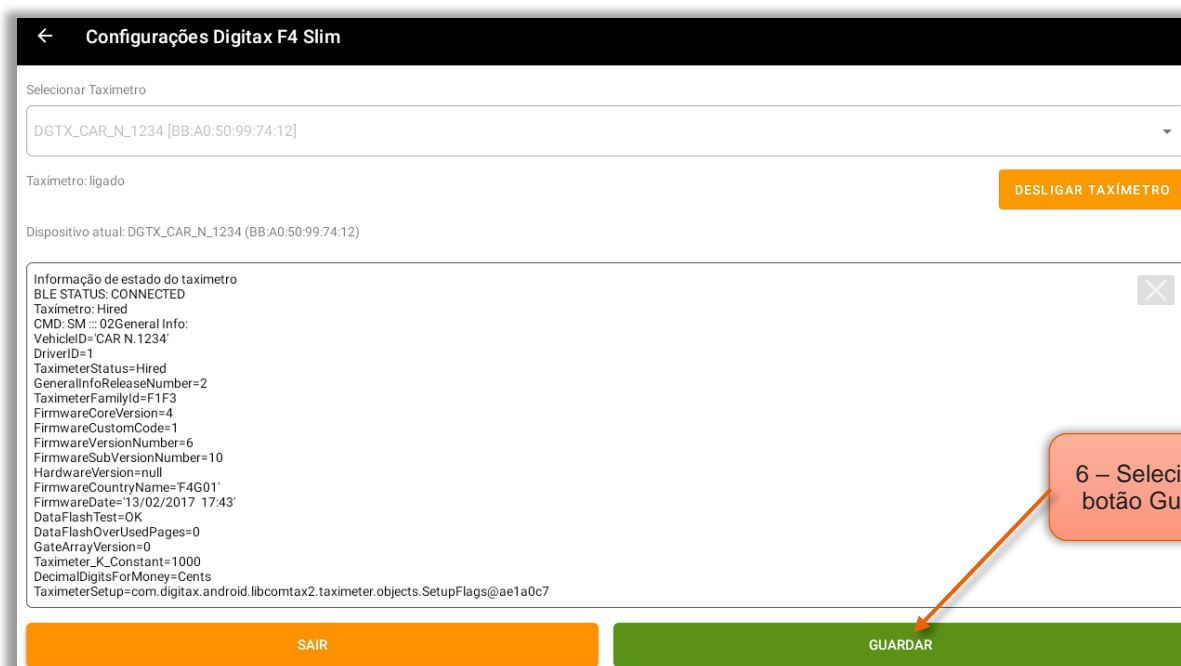 Configurações Digitax F4 Slim
Selecionar Taximetro
DGTX_CAR_N_1234 [BB:A0:50:99:74:12]
Taxímetro: ligado
DESLIGAR TAXÍMETRO
Dispositivo atual: DGTX_CAR_N_1234 (BB:A0:50:99:74:12)
Informação de estado do taximetro
BLE STATUS: CONNECTED
Taxímetro: Hired
CMD: SM ::: 02General Info:
VehicleID='CAR N.1234'
DriverID=1
TaximeterStatus=Hired
GeneralInfoReleaseNumber=2
TaximeterFamilyId=F1F3
FirmwareCoreVersion=4
FirmwareCustomCode=1
FirmwareVersionNumber=6
FirmwareSubVersionNumber=10
HardwareVersion=null
FirmwareCountryName='F4G01'
FirmwareDate='13/02/2017  17:43'
DataFlashTest=OK
DataFlashOverUsedPages=0
GateArrayVersion=0
Taximeter_K_Constant=1000
DecimalDigitsForMoney=Cents
TaximeterSetup=com.digitax.android.libcomtax2.taximeter.objects.SetupFlags@ae1a0c7
6 – Seleci
botão Gu
SAIR
GUARDAR